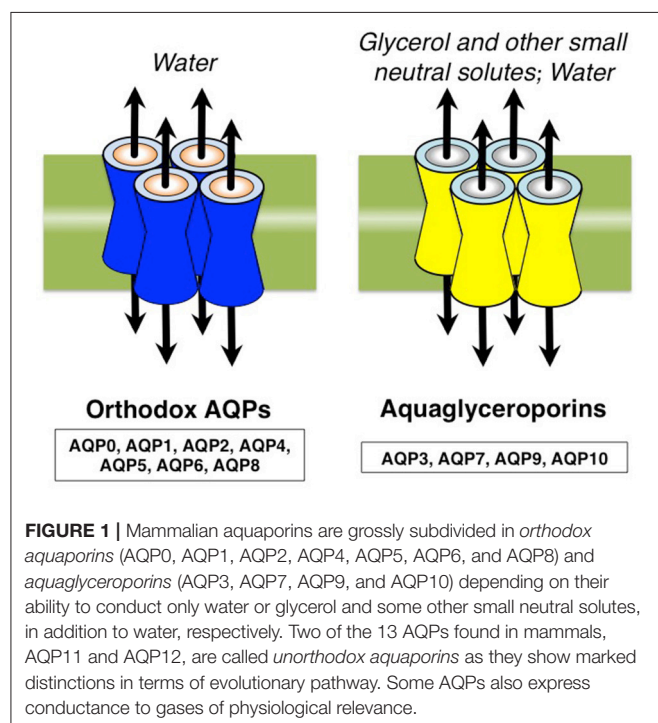 Water
Glycerol and other small
neutral solutes; Water
Orthodox AQPs
AQP0, AQP1, AQP2, AQP4,
AQP5, AQP6, AQP8
Aquaglyceroporins
AQP3, AQP7, AQP9, AQP10
FIGURE 1 | Mammalian aquaporins are grossly subdivided in orthodox
aquaporins (AQP0, AQP1, AQP2, AQP4, AQP5, AQP6, and AQP8) and
aquaglyceroporins (AQP3, AQP7, AQP9, and AQP10) depending on their
ability to conduct only water or glycerol and some other small neutral solutes,
in addition to water, respectively. Two of the 13 AQPs found in mammals,
AQP11 and AQP12, are called unorthodox aquaporins as they show marked
distinctions in terms of evolutionary pathway. Some AQPs also express
conductance to gases of physiological relevance.